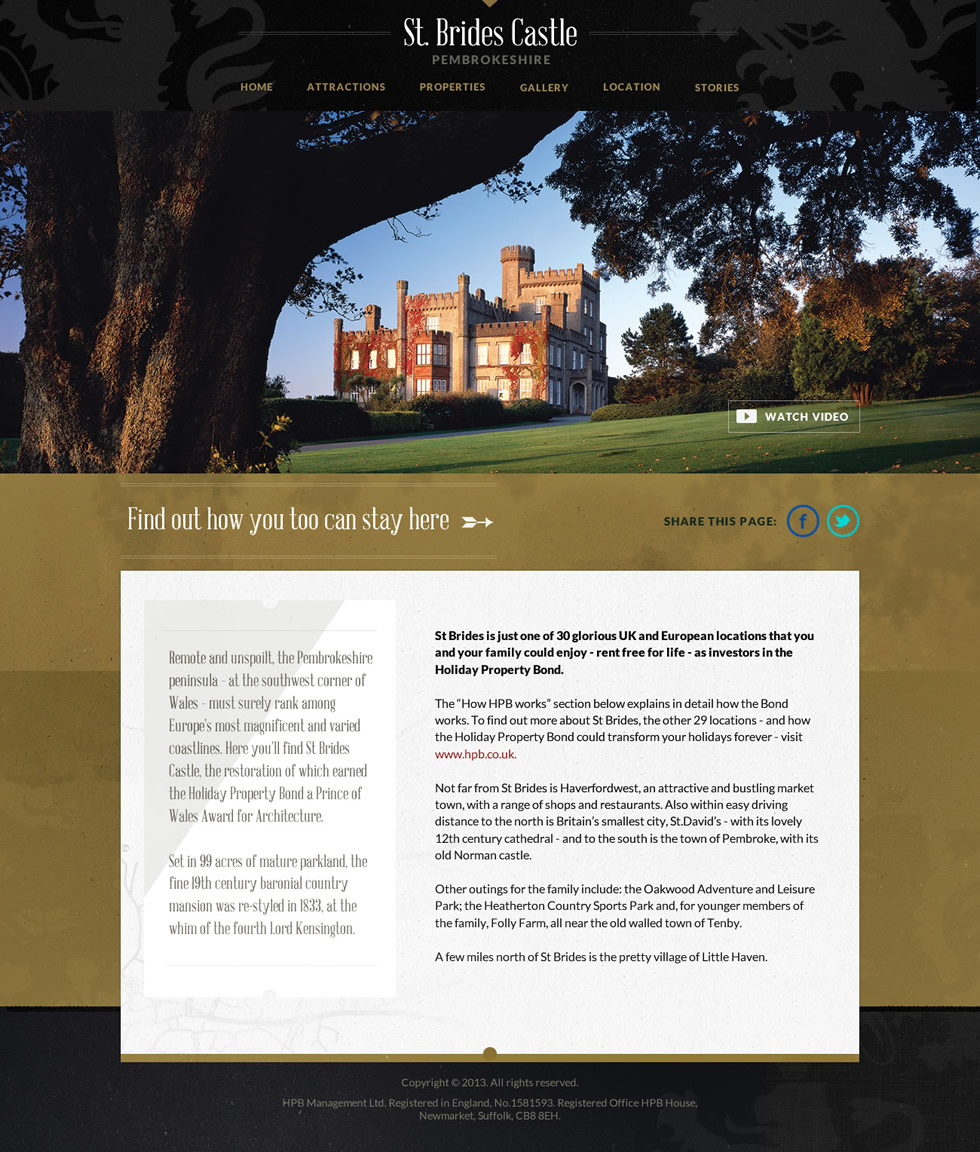 St. Brides Castle
PEMBROKESHIRE
HOME ATTRACTIONS PROPERTIES GALLERY LOCATION STORIES
WATCH VIDEO
Find out how you too can stay here
SHARE THIS PAGE: f
Remote and unspoilt, the Pembrokeshire
peninsula - at the southwest corner of
Wales - must surely rank among
Europe's most magnificent and varied
coastlines. Here you'll find St Brides
Castle, the restoration of which earned
the Holiday Property Bond a Prince of
Wales Award for Architecture.
Set in 99 acres of mature parkland, the
fine 19th century baronial country
mansion was re-styled in 1833, at the
whim of the fourth Lord Kensington.
St Brides is just one of 30 glorious UK and European locations that you
and your family could enjoy - rent free for life - as investors in the
Holiday Property Bond.
The “How HPB works” section below explains in detail how the Bond
works. To find out more about St Brides, the other 29 locations - and how
the Holiday Property Bond could transform your holidays forever - visit
www.hpb.co.uk.
Not far from St Brides is Haverfordwest, an attractive and bustling market
town, with a range of shops and restaurants. Also within easy driving
distance to the north is Britain’s smallest city, St.David’s - with its lovely
12th century cathedral - and to the south is the town of Pembroke, with its
old Norman castle.
Other outings for the family include: the Oakwood Adventure and Leisure
Park; the Heatherton Country Sports Park and, for younger members of
the family, Folly Farm, all near the old walled town of Tenby.
A few miles north of St Brides is the pretty village of Little Haven.
Copyright © 2013. All rights reserved.
HPB Management Ltd. Registered in England, No.1581593. Registered Office HPB House,
Newmarket, Suffolk, CB8 8EH.